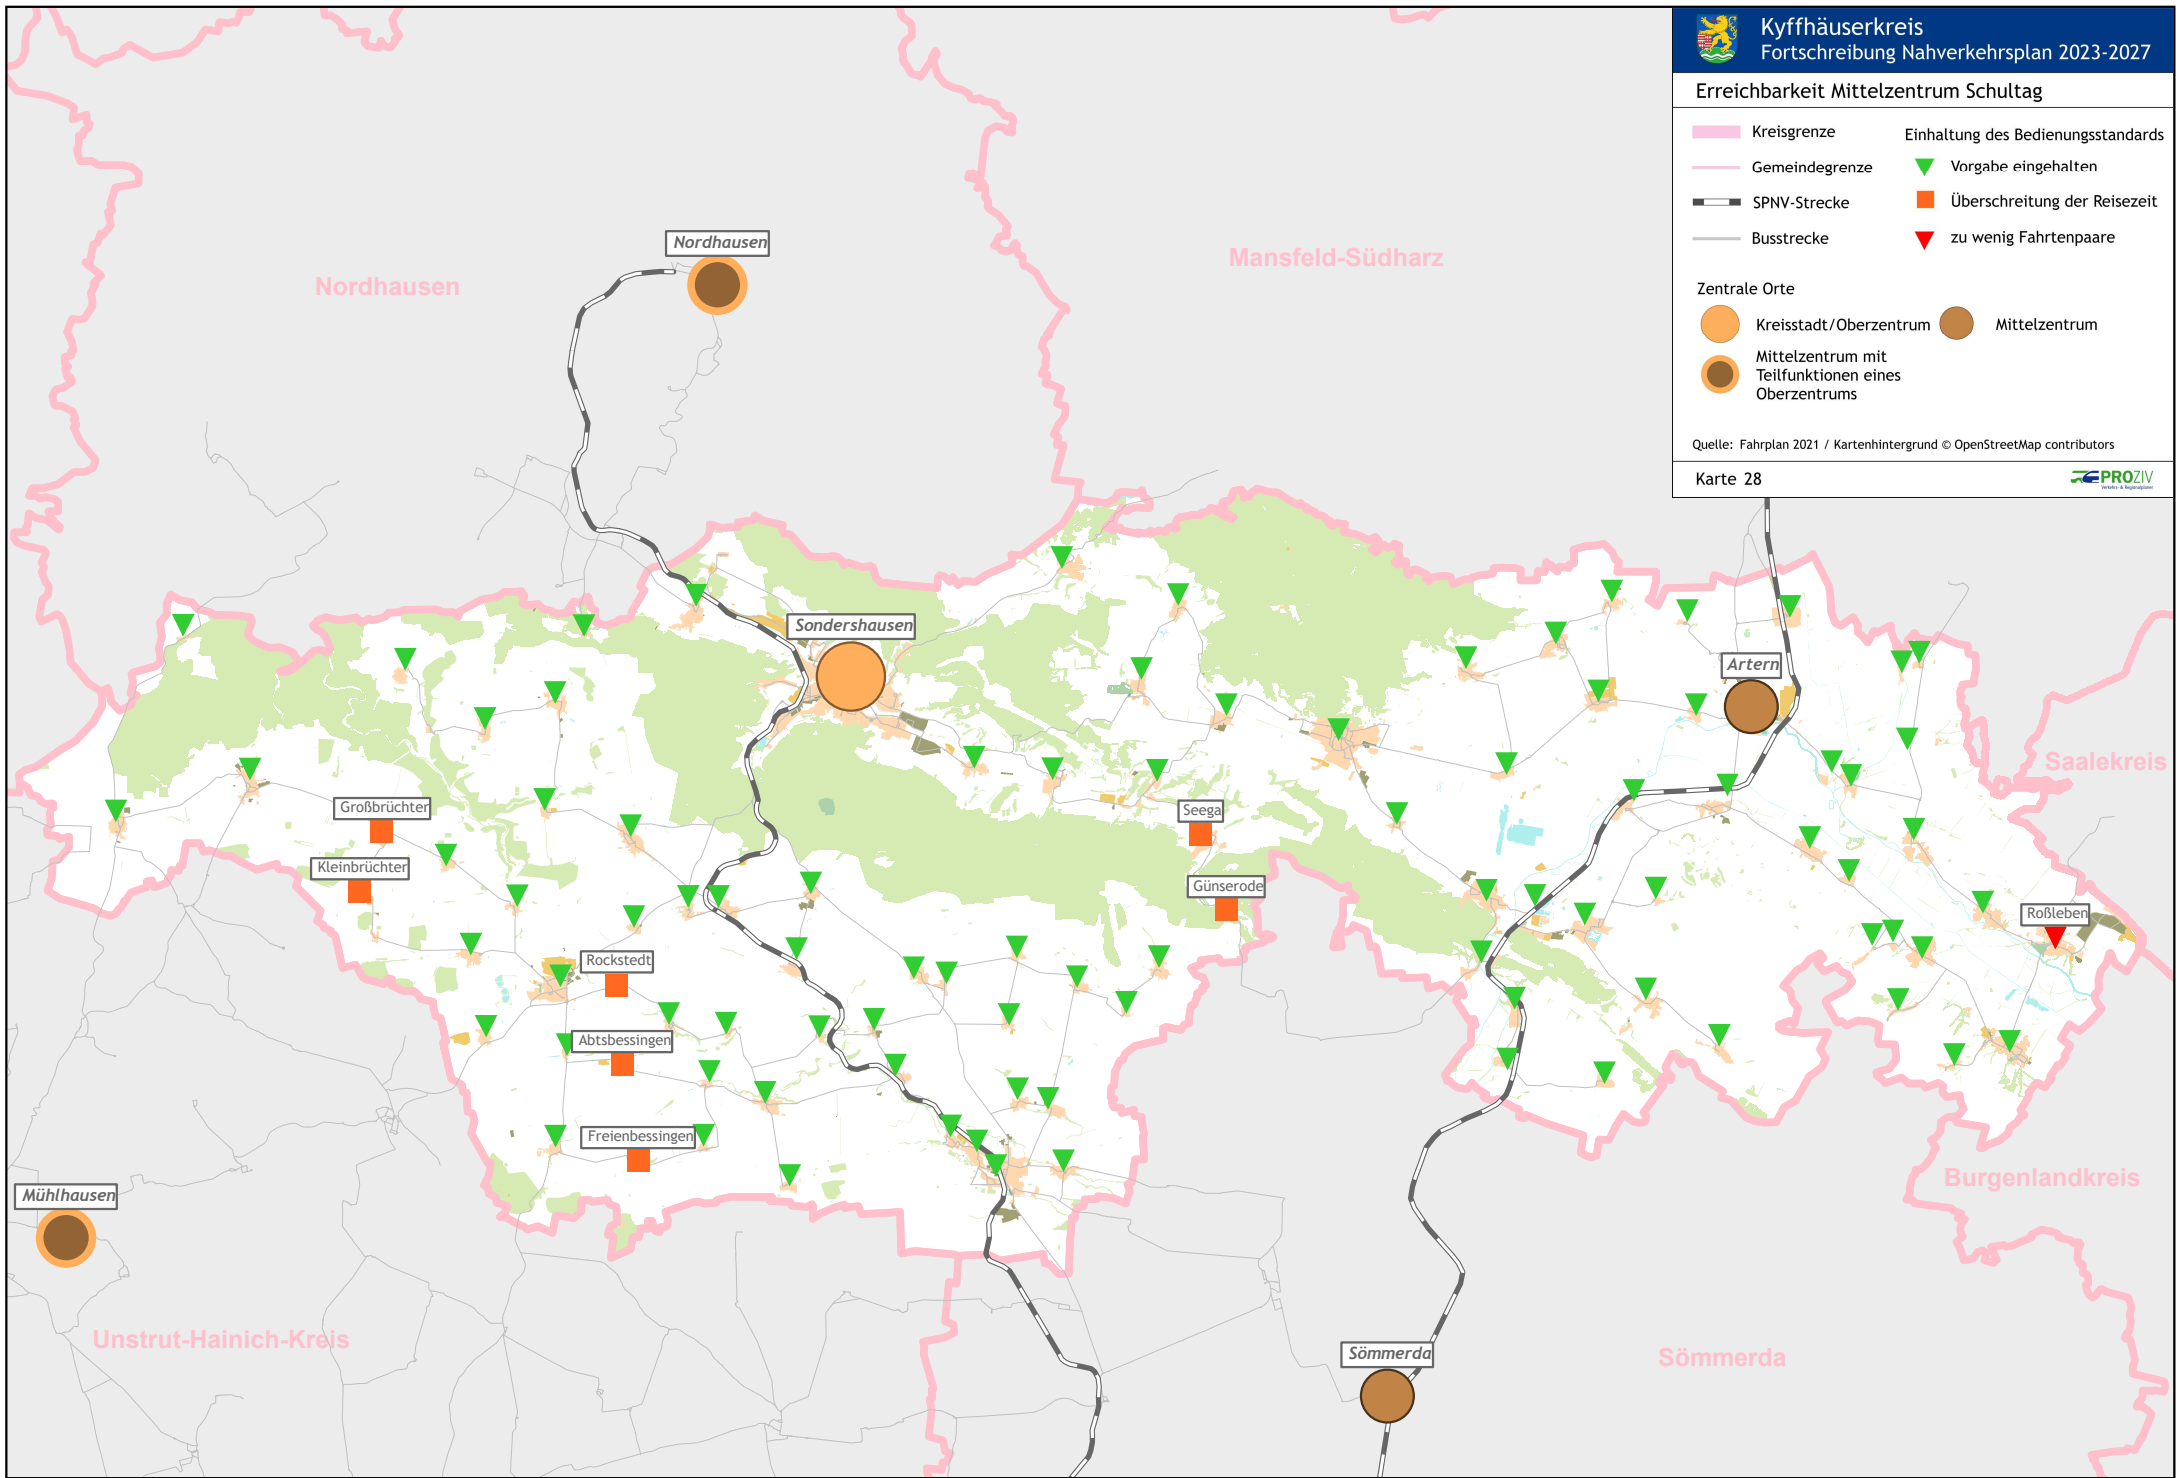 Kyffhäuserkreis
Fortschreibung Nahverkehrsplan 2023-2027
Erreichbarkeit Mittelzentrum Schultag
Kreisgrenze
Gemeindegrenze
SPNV-Strecke
Busstrecke
Einhaltung des Bedienungsstandards
Vorgabe eingehalten
Überschreitung der Reisezeit
zu wenig Fahrtenpaare
Zentrale Orte
Kreisstadt/Oberzentrum
Mittelzentrum
Mittelzentrum mit
Teilfunktionen eines
Oberzentrums
Quelle: Fahrplan 2021 / Kartenhintergrund © OpenStreetMap contributors
Karte 28
PROZIV
Verkehrs- & Regionalplaner
Nordhausen
Mansfeld-Südharz
Nordhausen
Sondershausen
Artern
Saalekreis
Großbrüchter
Seega
Kleinbrüchter
Günserode
Roßleben
Rockstedt
Abtsbessingen
Freienbessingen
Burgenlandkreis
Mühlhausen
Unstrut-Hainich-Kreis
Sömmerda
Sömmerda